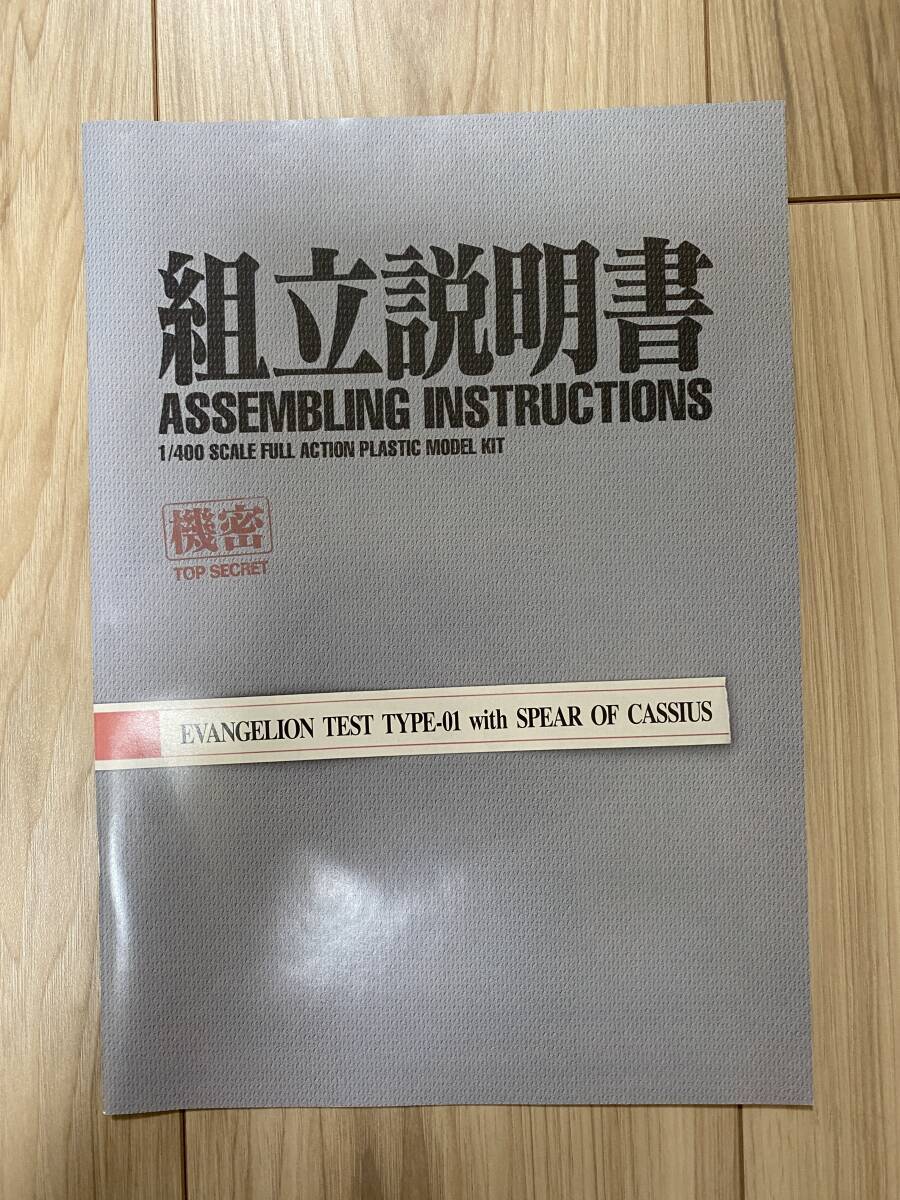 組立説明書
ASSEMBLING INSTRUCTIONS
1/400 SCALE FULL ACTION PLASTIC MODEL KIT
機密
TOP SECRET
EVANGELION TEST TYPE-01 with SPEAR OF CASSIUS